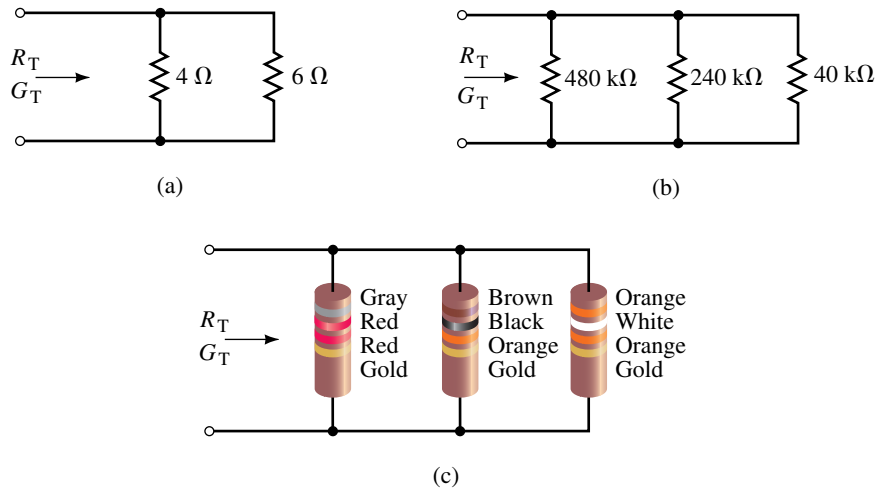 R_T
G_T
4 Ω
6 Ω
(a)
R_T
G_T
480 kΩ
240 kΩ
40 kΩ
(b)
R_T
G_T
Gray
Red
Red
Gold
Brown
Black
Orange
Gold
Orange
White
Orange
Gold
(c)